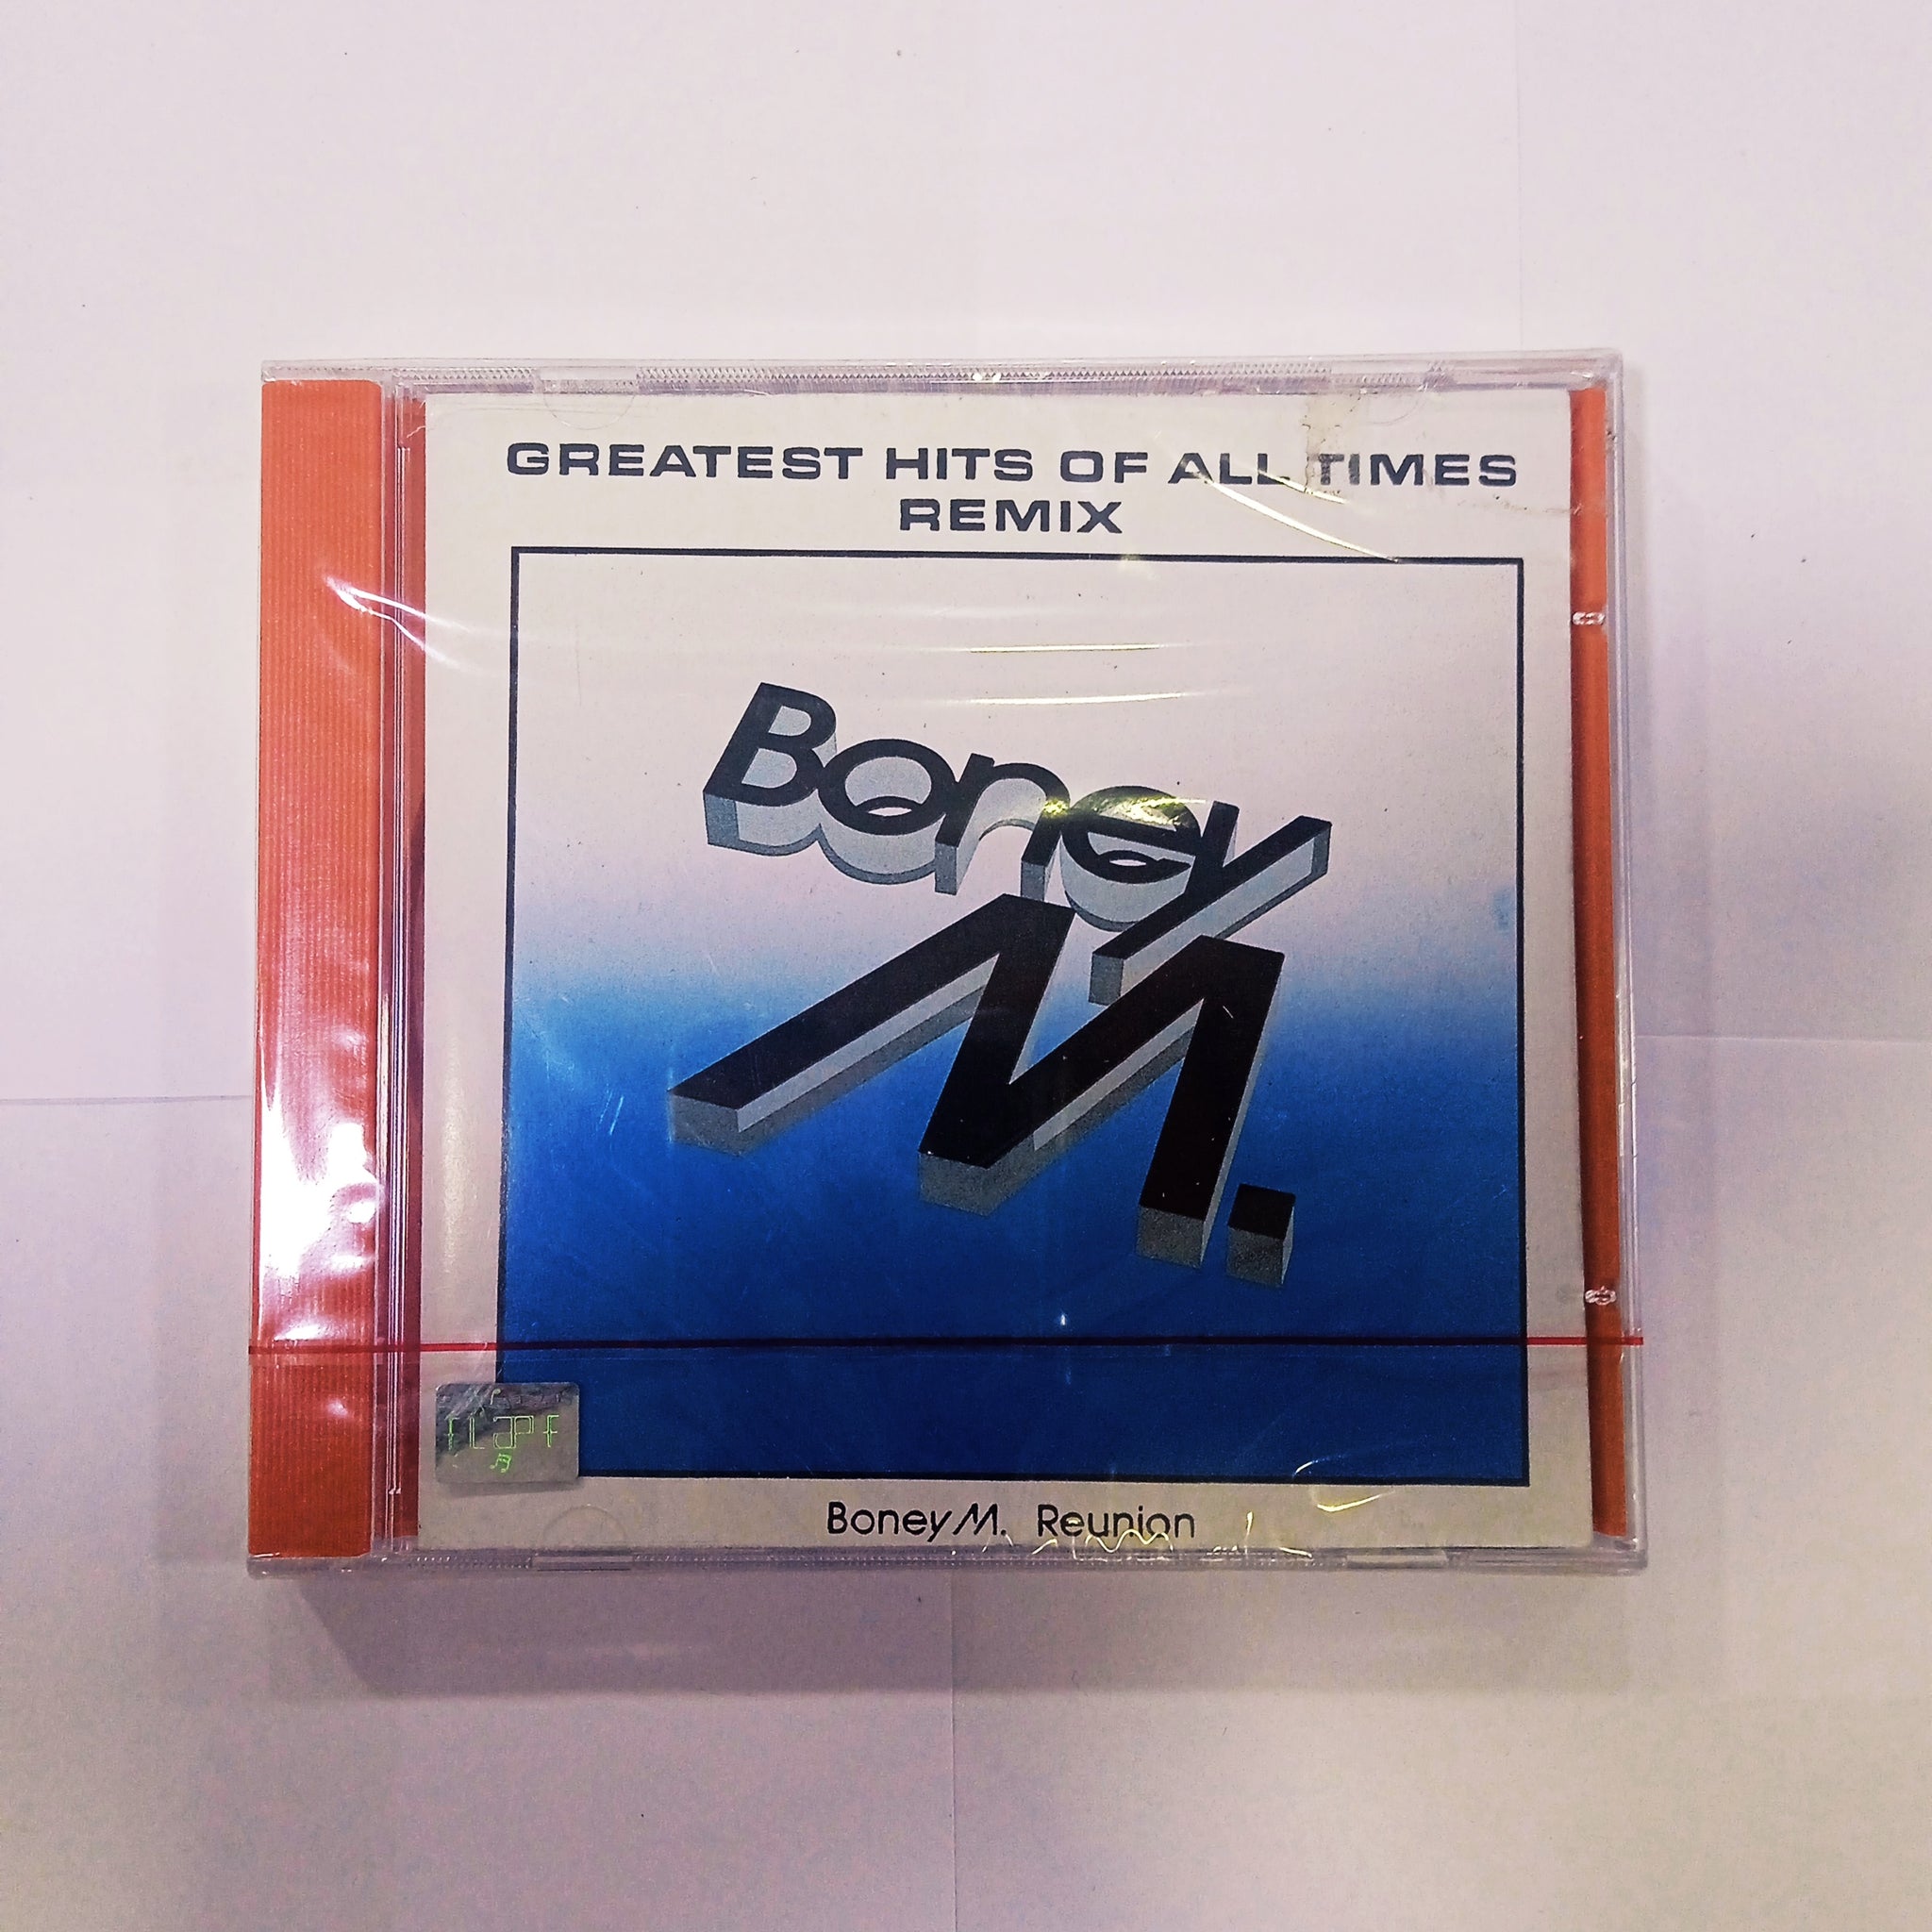 GREATEST HITS OF ALL TIMES
REMIX
Boney
M.
Boney M. Reunion